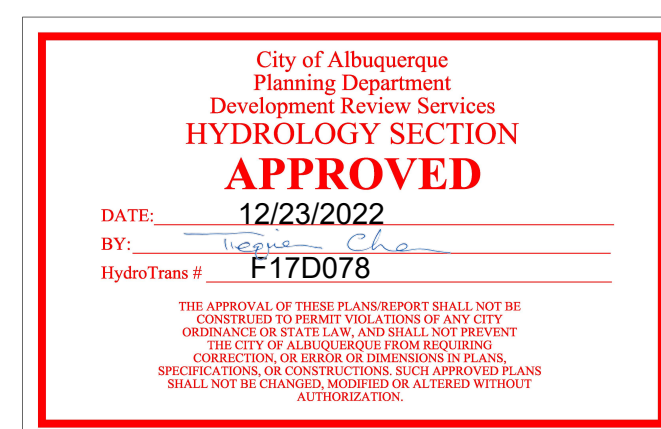 City of Albuquerque
Planning Department
Development Review Services
HYDROLOGY SECTION
APPROVED
DATE: 12/23/2022
BY:
HydroTrans # F17D078
THE APPROVAL OF THESE PLANS/REPORT SHALL NOT BE
CONSTRUED TO PERMIT VIOLATIONS OF ANY CITY
ORDINANCE OR STATE LAW, AND SHALL NOT PREVENT
THE CITY OF ALBUQUERQUE FROM REQUIRING
CORRECTION, OR ERROR OR DIMENSIONS IN PLANS,
SPECIFICATIONS, OR CONSTRUCTIONS. SUCH APPROVED PLANS
SHALL NOT BE CHANGED, MODIFIED OR ALTERED WITHOUT
AUTHORIZATION.